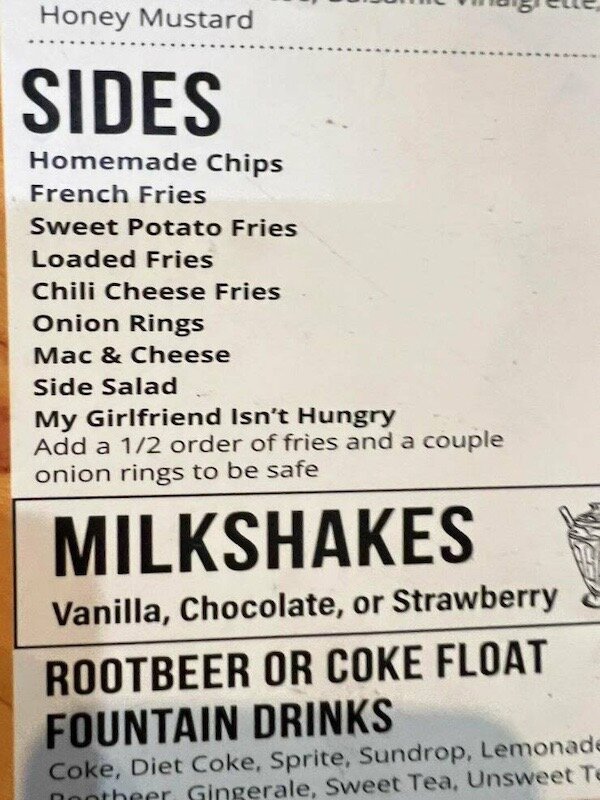 Balsamic Vinaigrette,
Honey Mustard
SIDES
Homemade Chips
French Fries
Sweet Potato Fries
Loaded Fries
Chili Cheese Fries
Onion Rings
Mac & Cheese
Side Salad
My Girlfriend Isn't Hungry
Add a 1/2 order of fries and a couple
onion rings to be safe
MILKSHAKES
Vanilla, Chocolate, or Strawberry
ROOTBEER OR COKE FLOAT
FOUNTAIN DRINKS
Coke, Diet Coke, Sprite, Sundrop, Lemonade
Rootbeer, Gingerale, Sweet Tea, Unsweet